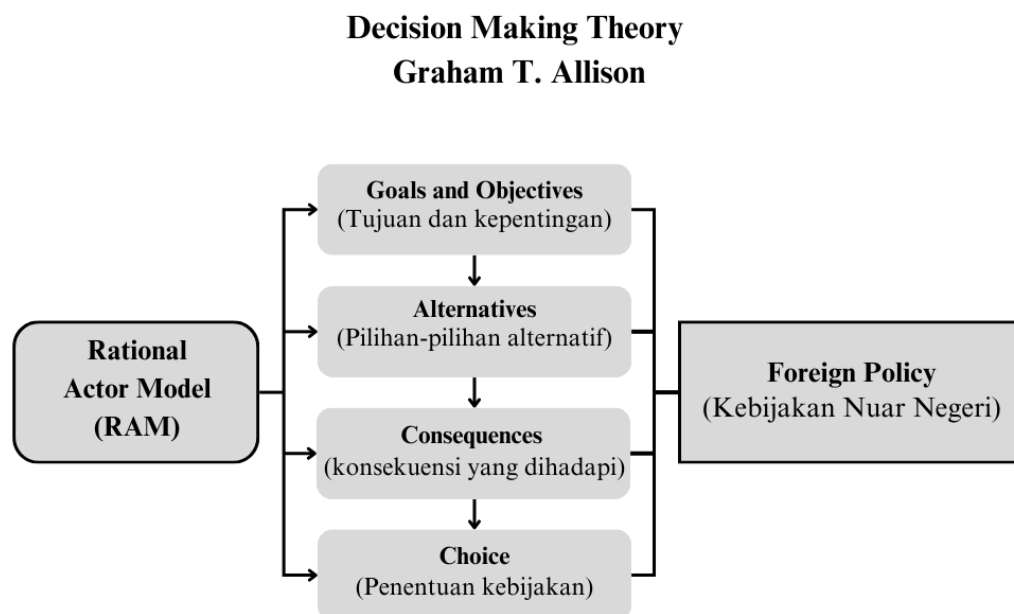 Decision Making Theory
Graham T. Allison
Goals and Objectives
(Tujuan dan kepentingan)
Alternatives
(Pilihan-pilihan alternatif)
Rational
Actor Model
(RAM)
Foreign Policy
(Kebijakan Nuar Negeri)
Consequences
(konsekuensi yang dihadapi)
Choice
(Penentuan kebijakan)